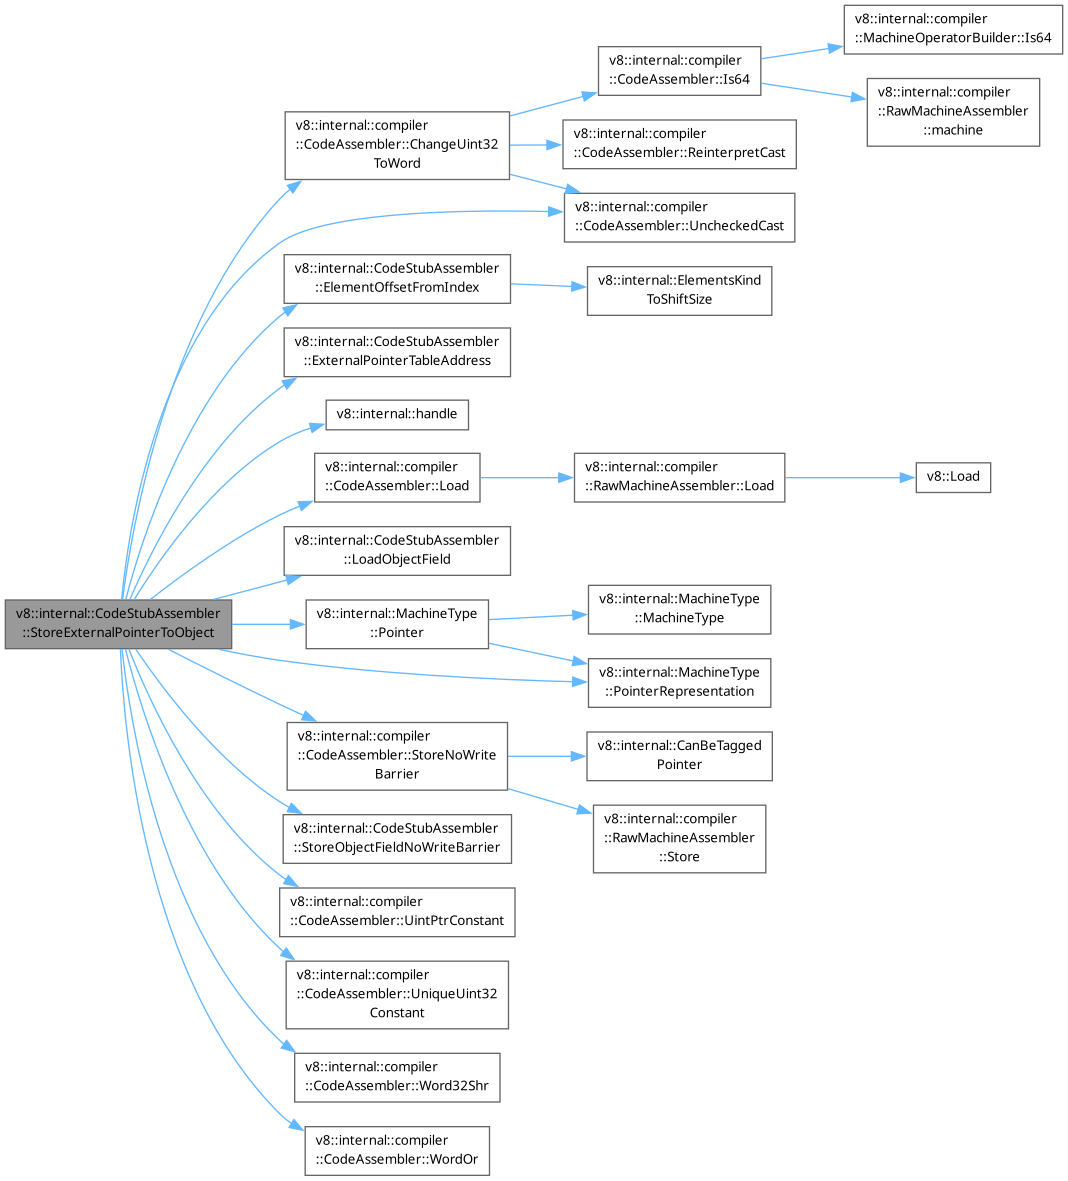 v8::internal::compiler
::MachineOperatorBuilder::Is64
v8::internal::compiler
::CodeAssembler::Is64
v8::internal::compiler
::RawMachineAssembler
::machine
v8::internal::compiler
::CodeAssembler::ChangeUint32
ToWord
v8::internal::compiler
::CodeAssembler::ReinterpretCast
v8::internal::compiler
::CodeAssembler::UncheckedCast
v8::internal::CodeStubAssembler
::ElementOffsetFromIndex
v8::internal::ElementsKind
ToShiftSize
v8::internal::CodeStubAssembler
::ExternalPointerTableAddress
v8::internal::handle
v8::internal::compiler
::CodeAssembler::Load
v8::internal::compiler
::RawMachineAssembler::Load
v8::Load
v8::internal::CodeStubAssembler
::LoadObjectField
v8::internal::CodeStubAssembler
::StoreExternalPointerToObject
v8::internal::MachineType
::Pointer
v8::internal::MachineType
::MachineType
v8::internal::MachineType
::PointerRepresentation
v8::internal::compiler
::CodeAssembler::StoreNoWrite
Barrier
v8::internal::CanBeTagged
Pointer
v8::internal::compiler
::RawMachineAssembler
::Store
v8::internal::CodeStubAssembler
::StoreObjectFieldNoWriteBarrier
v8::internal::compiler
::CodeAssembler::UintPtrConstant
v8::internal::compiler
::CodeAssembler::UniqueUint32
Constant
v8::internal::compiler
::CodeAssembler::Word32Shr
v8::internal::compiler
::CodeAssembler::WordOr